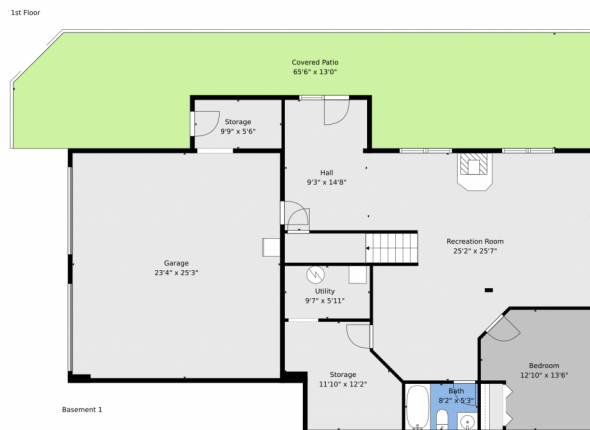 1st Floor
Covered Patio
65'6" x 13'0"
Storage
9'9" x 5'6"
Hall
9'3" x 14'8"
Recreation Room
25'2" x 25'7"
Garage
23'4" x 25'3"
Utility
9'7" x 5'11"
Storage
11'10" x 12'2"
Bedroom
12'10" x 13'6"
Bath
8'2" x 5'3"
Basement 1